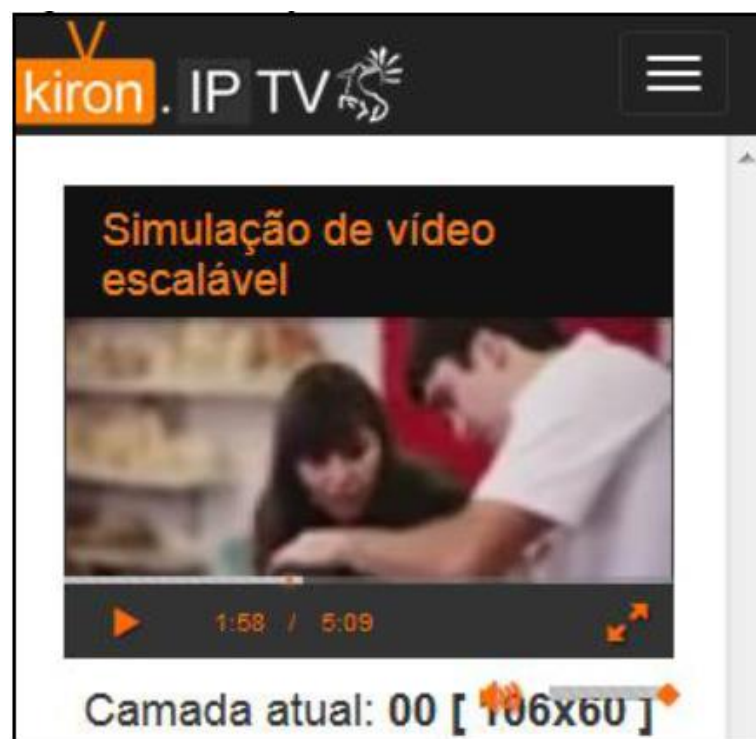 kiron . IP TV
Simulação de vídeo
escalável
1:58 / 5:09
Camada atual: 00 [ 106x60 ]